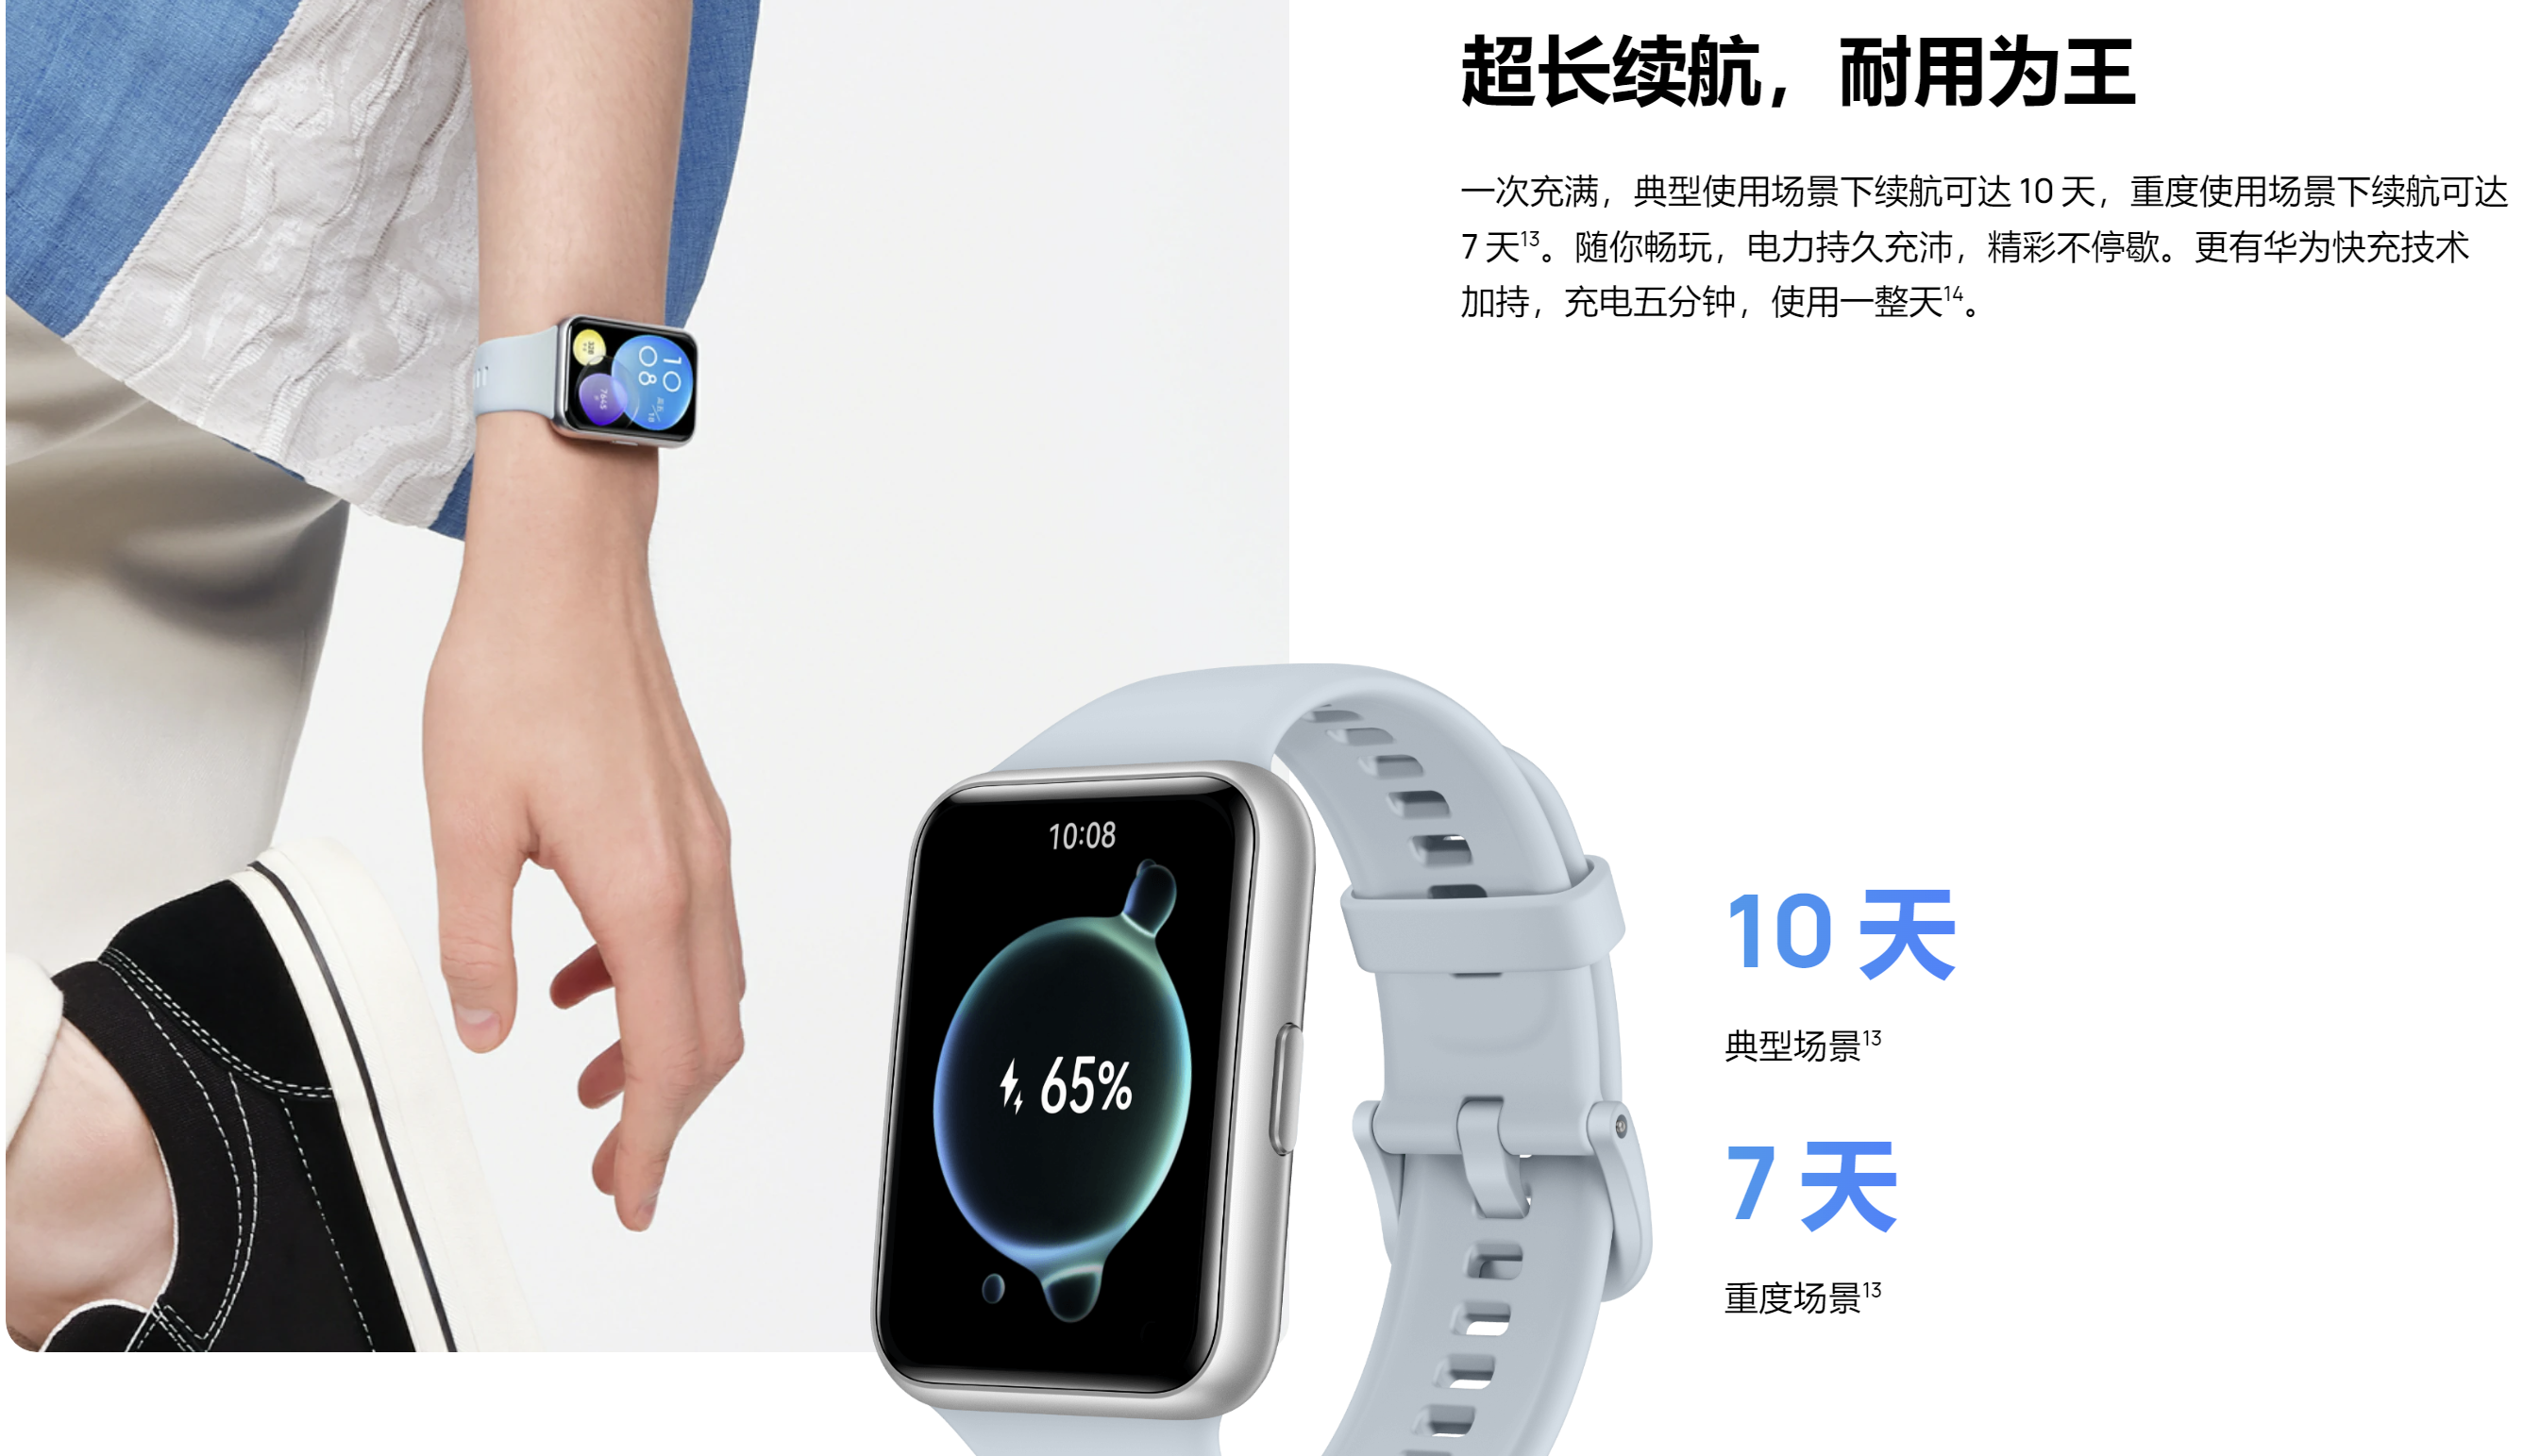 超长续航，耐用为王
一次充满，典型使用场景下续航可达 10 天，重度使用场景下续航可达
7 天13。随你畅玩，电力持久充沛，精彩不停歇。更有华为快充技术
加持，充电五分钟，使用一整天14。
10
08
328
7645
10:08
65%
10 天
典型场景13
7 天
重度场景13